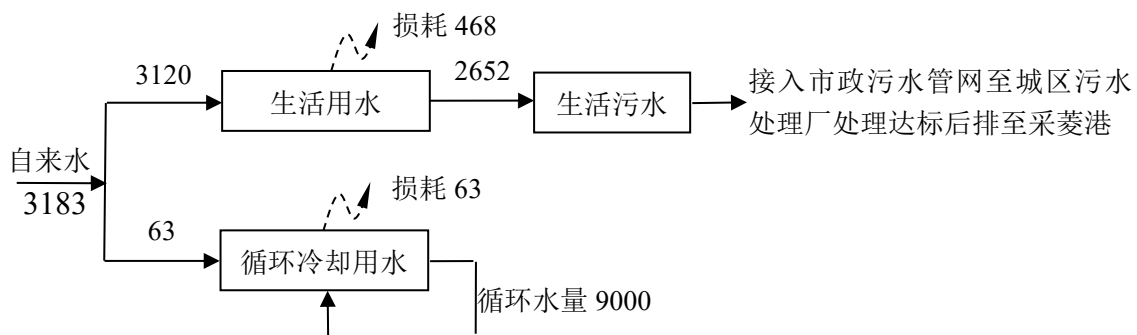 损耗 468
3120
2652
生活用水
生活污水
接入市政污水管网至城区污水
处理厂处理达标后排至采菱港
自来水
3183
损耗 63
63
循环冷却用水
循环水量 9000